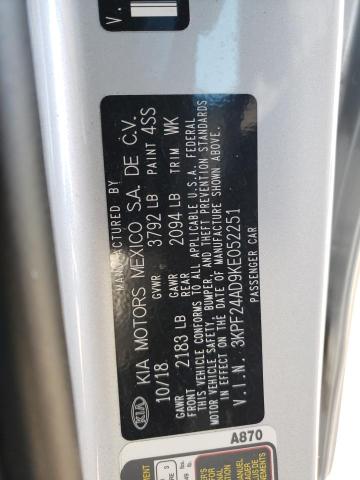 MANUFACTURED BY
KIA KIA MOTORS MEXICO S.A. DE C.V.
10/18 GVWR 3792 LB PAINT 4SS
GAWR 2183 LB GAWR REAR 2094 LB TRIM WK
THIS VEHICLE CONFORMS TO ALL APPLICABLE U.S.A. FEDERAL
MOTOR VEHICLE SAFETY, BUMPER, AND THEFT PREVENTION STANDARDS
IN EFFECT ON THE DATE OF MANUFACTURE SHOWN ABOVE.
V.I.N. 3KPF24AD9KE052251
PASSENGER CAR
A870